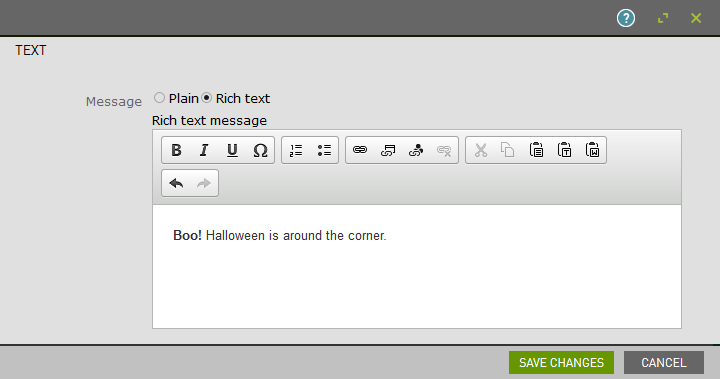 ?
TEXT
Message Plain Rich text
Rich text message
B I U Ω
Boo! Halloween is around the corner.
SAVE CHANGES CANCEL